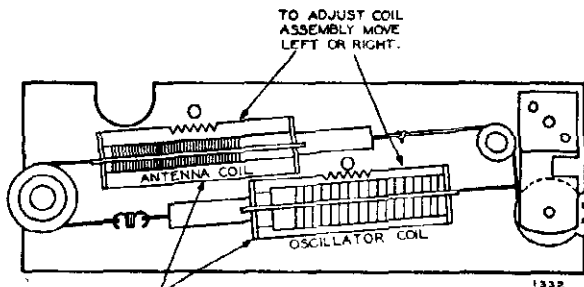 TO ADJUST COIL
ASSEMBLY MOVE
LEFT OR RIGHT.
ANTENNA COIL
OSCILLATOR COIL
1332